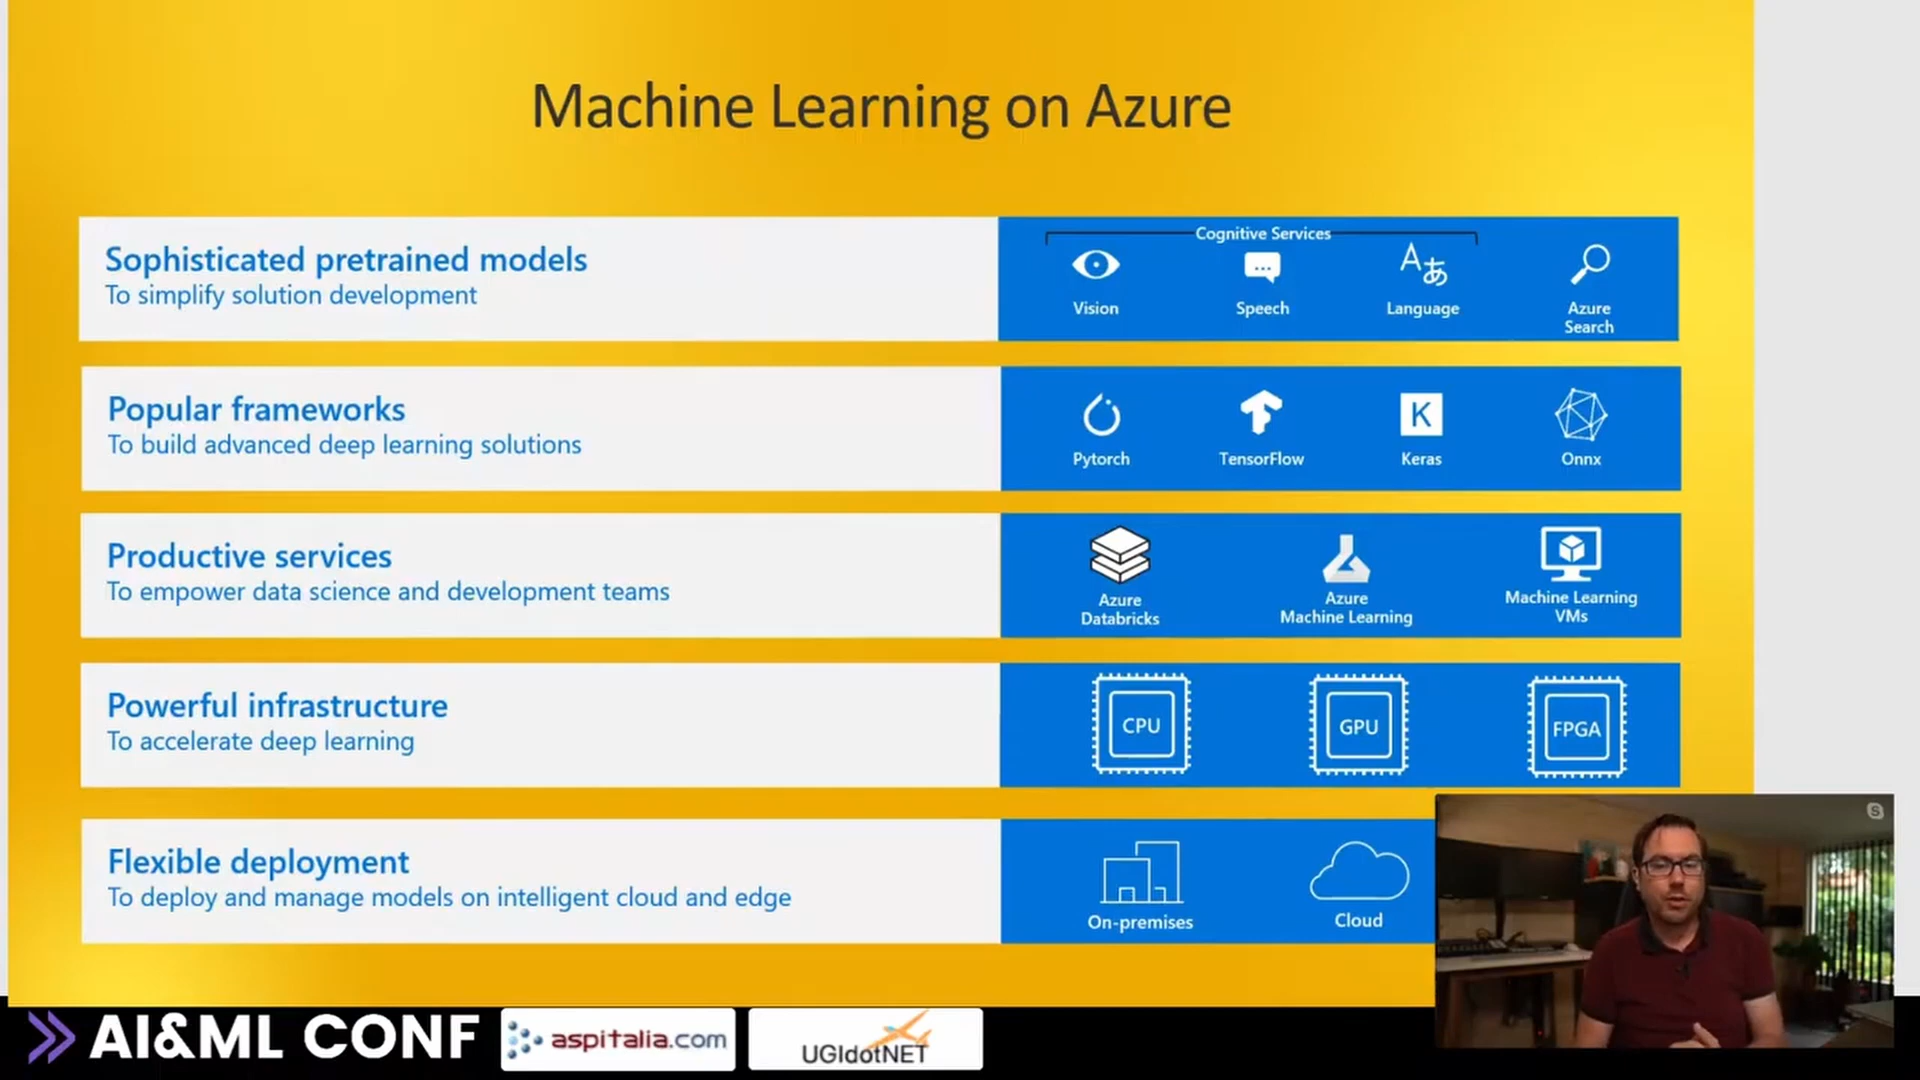 Machine Learning on Azure
Sophisticated pretrained models
To simplify solution development
Cognitive Services
Vision
Speech
Language
Azure
Search
Popular frameworks
To build advanced deep learning solutions
Pytorch
TensorFlow
K
Keras
Onnx
Productive services
To empower data science and development teams
Azure
Databricks
Azure
Machine Learning
Machine Learning
VMs
Powerful infrastructure
To accelerate deep learning
CPU
GPU
FPGA
Flexible deployment
To deploy and manage models on intelligent cloud and edge
On-premises
Cloud
AI&ML CONF
aspitalia.com
UGIdotNET